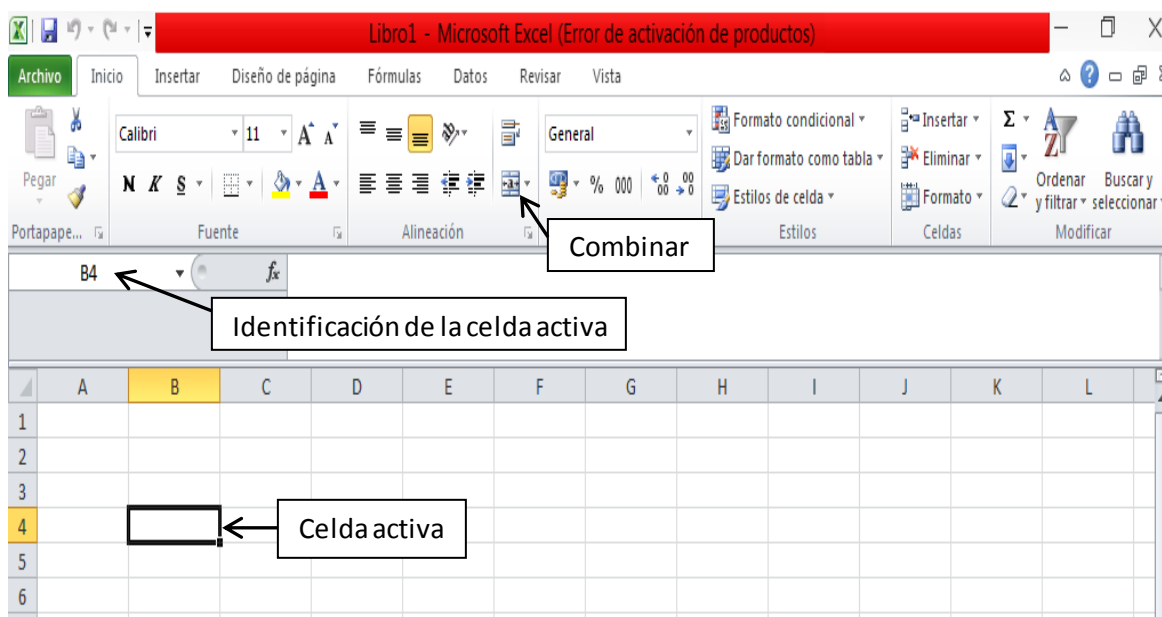 Libro1 - Microsoft Excel (Error de activación de productos)
Archivo Inicio Insertar Diseño de página Fórmulas Datos Revisar Vista
Calibri 11 A A General Formato condicional Insertar Σ
Dar formato como tabla Eliminar
Pegar N K S A % 000 Estilos de celda Formato Ordenar y filtrar Buscar y seleccionar
Portapape... Fuente Alineación Estilos Celdas Modificar
Combinar
B4 fx
Identificación de la celda activa
A B C D E F G H I J K L
1
2
3
4 Celda activa
5
6